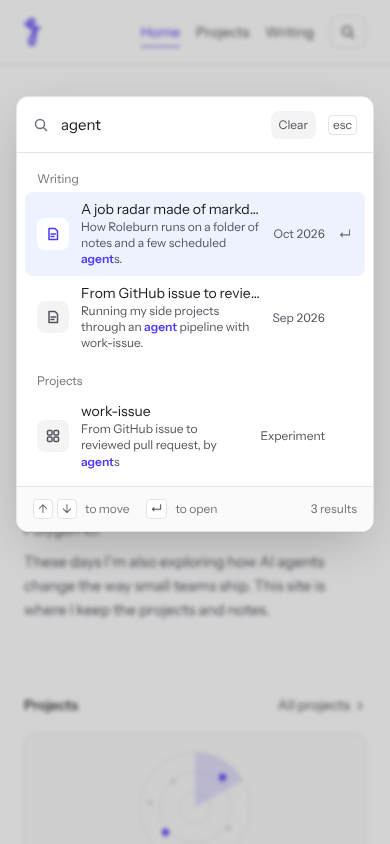 Home Projects Writing
agent Clear esc
Writing
A job radar made of markd...
How Roleburn runs on a folder of
notes and a few scheduled
agents.
Oct 2026
From GitHub issue to revie...
Running my side projects
through an agent pipeline with
work-issue.
Sep 2026
Projects
work-issue
From GitHub issue to
reviewed pull request, by
agents
Experiment
to move to open 3 results
These days I'm also exploring how AI agents
change the way small teams ship. This site is
where I keep the projects and notes.
Projects All projects